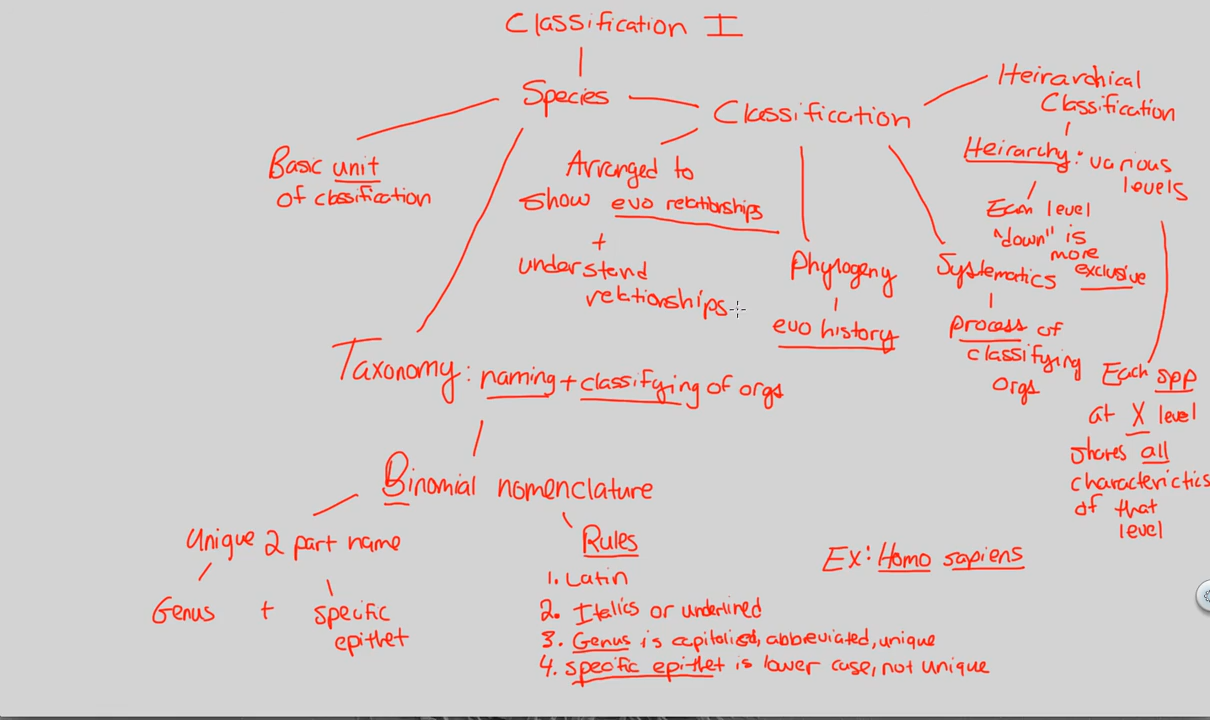 Classification I
Species
Basic unit
of classification
Classification
Arranged to
show evo relationships
+
understand
relationships
Phylogeny
evo history
Systematics
process of
classifying
orgs
Heirarchical
Classification
Heirarchy: various
levels
Each level
"down" is
more
exclusive
Each spp
at X level
shares all
characterictics
of that
level
Taxonomy: naming + classifying of orgs
Binomial nomenclature
Unique 2 part name
Genus + specific
epithet
Rules
1. Latin
2. Italics or underlined
3. Genus is capitalised, abbreviated, unique
4. specific epithet is lower case, not unique
Ex: Homo sapiens